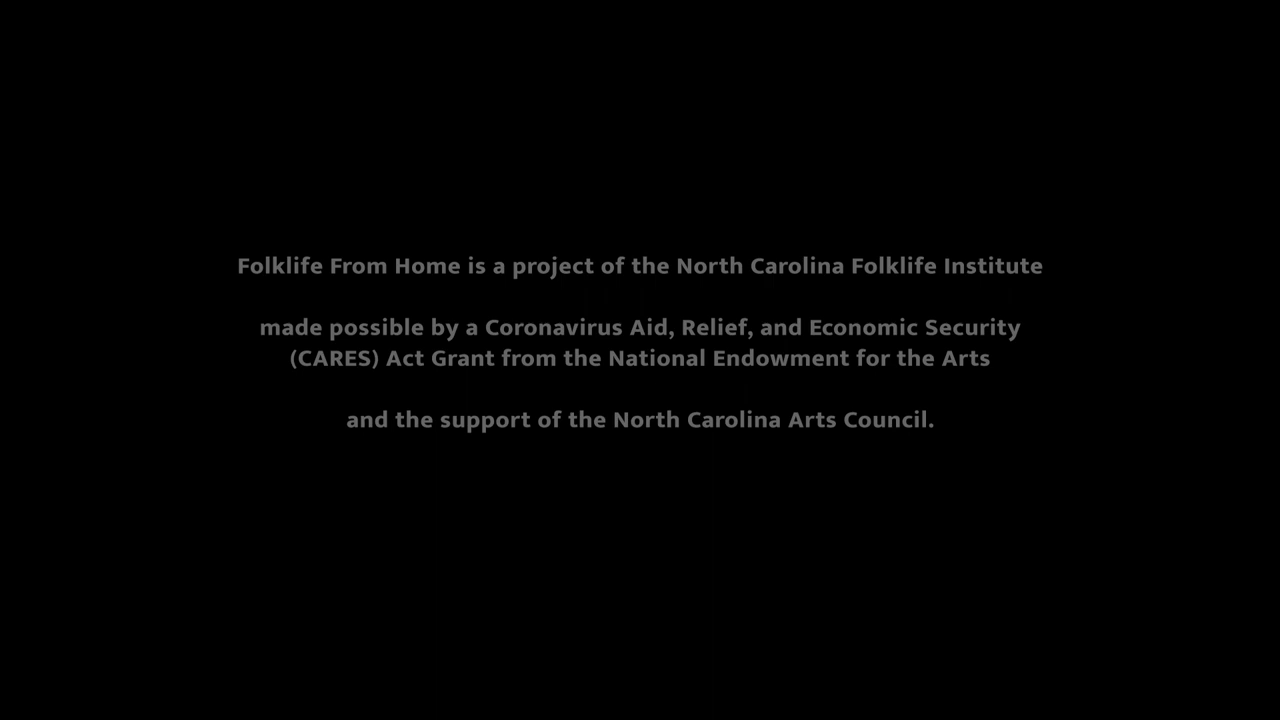 Folklife From Home is a project of the North Carolina Folklife Institute
made possible by a Coronavirus Aid, Relief, and Economic Security
(CARES) Act Grant from the National Endowment for the Arts
and the support of the North Carolina Arts Council.